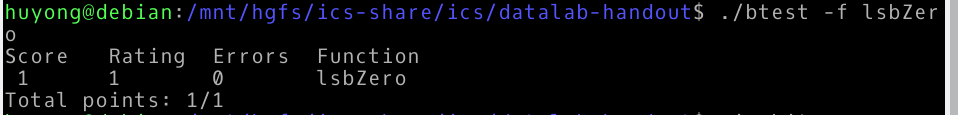 huyong@debian:/mnt/hgfs/ics-share/ics/datalab-handout$ ./btest -f lsbZer
o
Score   Rating  Errors  Function
 1       1       0       lsbZero
Total points: 1/1